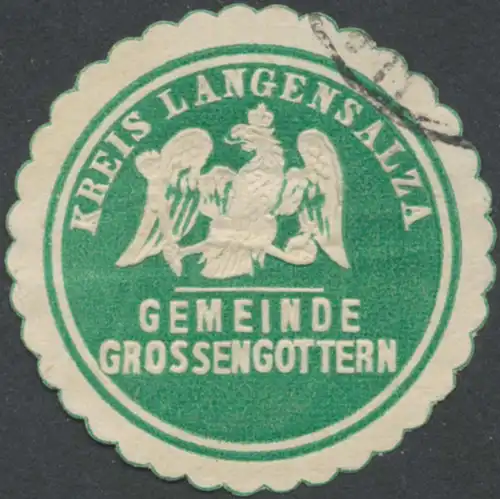 KREIS LANGENSALZA
GEMEINDE
GROSSENGOTTERN